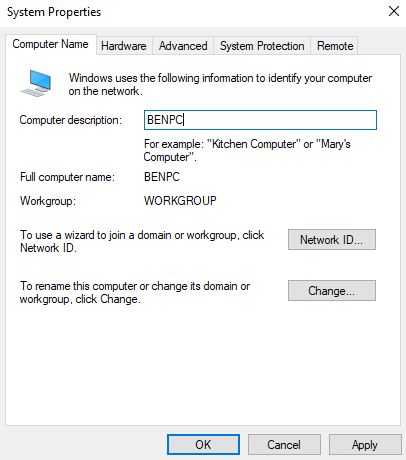 System Properties
Computer Name Hardware Advanced System Protection Remote
Windows uses the following information to identify your computer
on the network.
Computer description: BENPC
For example: "Kitchen Computer" or "Mary's
Computer".
Full computer name: BENPC
Workgroup: WORKGROUP
To use a wizard to join a domain or workgroup, click
Network ID.
Network ID...
To rename this computer or change its domain or
workgroup, click Change.
Change...
OK Cancel Apply